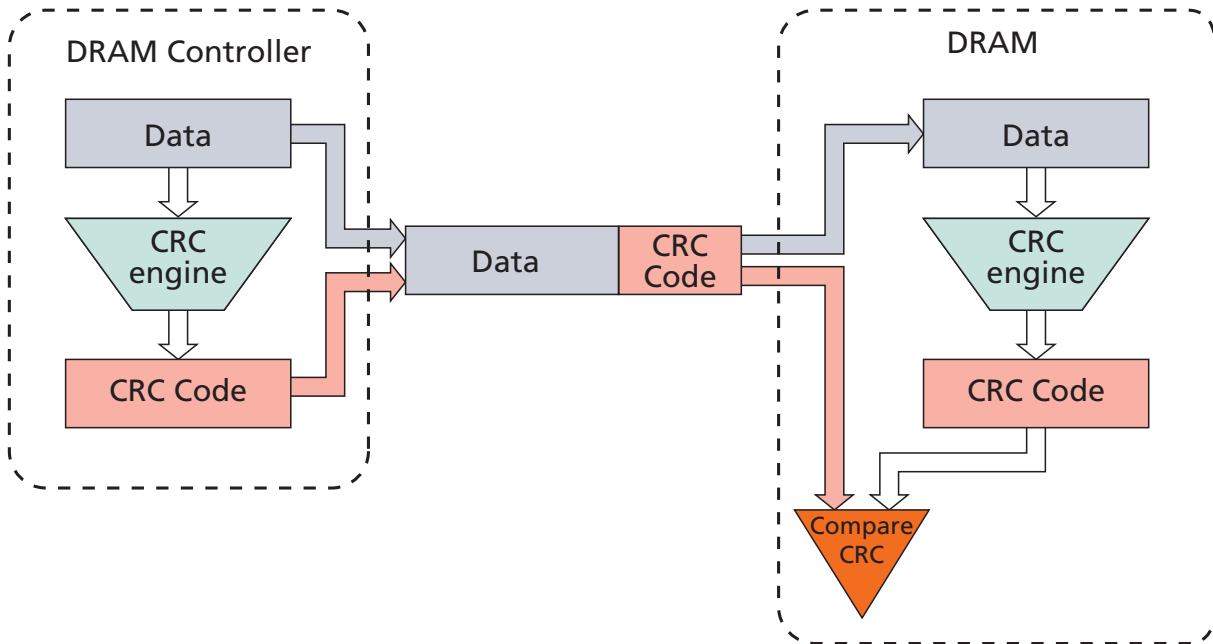 DRAM Controller
Data
CRC
engine
CRC Code
Data
CRC
Code
DRAM
Data
CRC
engine
CRC Code
Compare
CRC